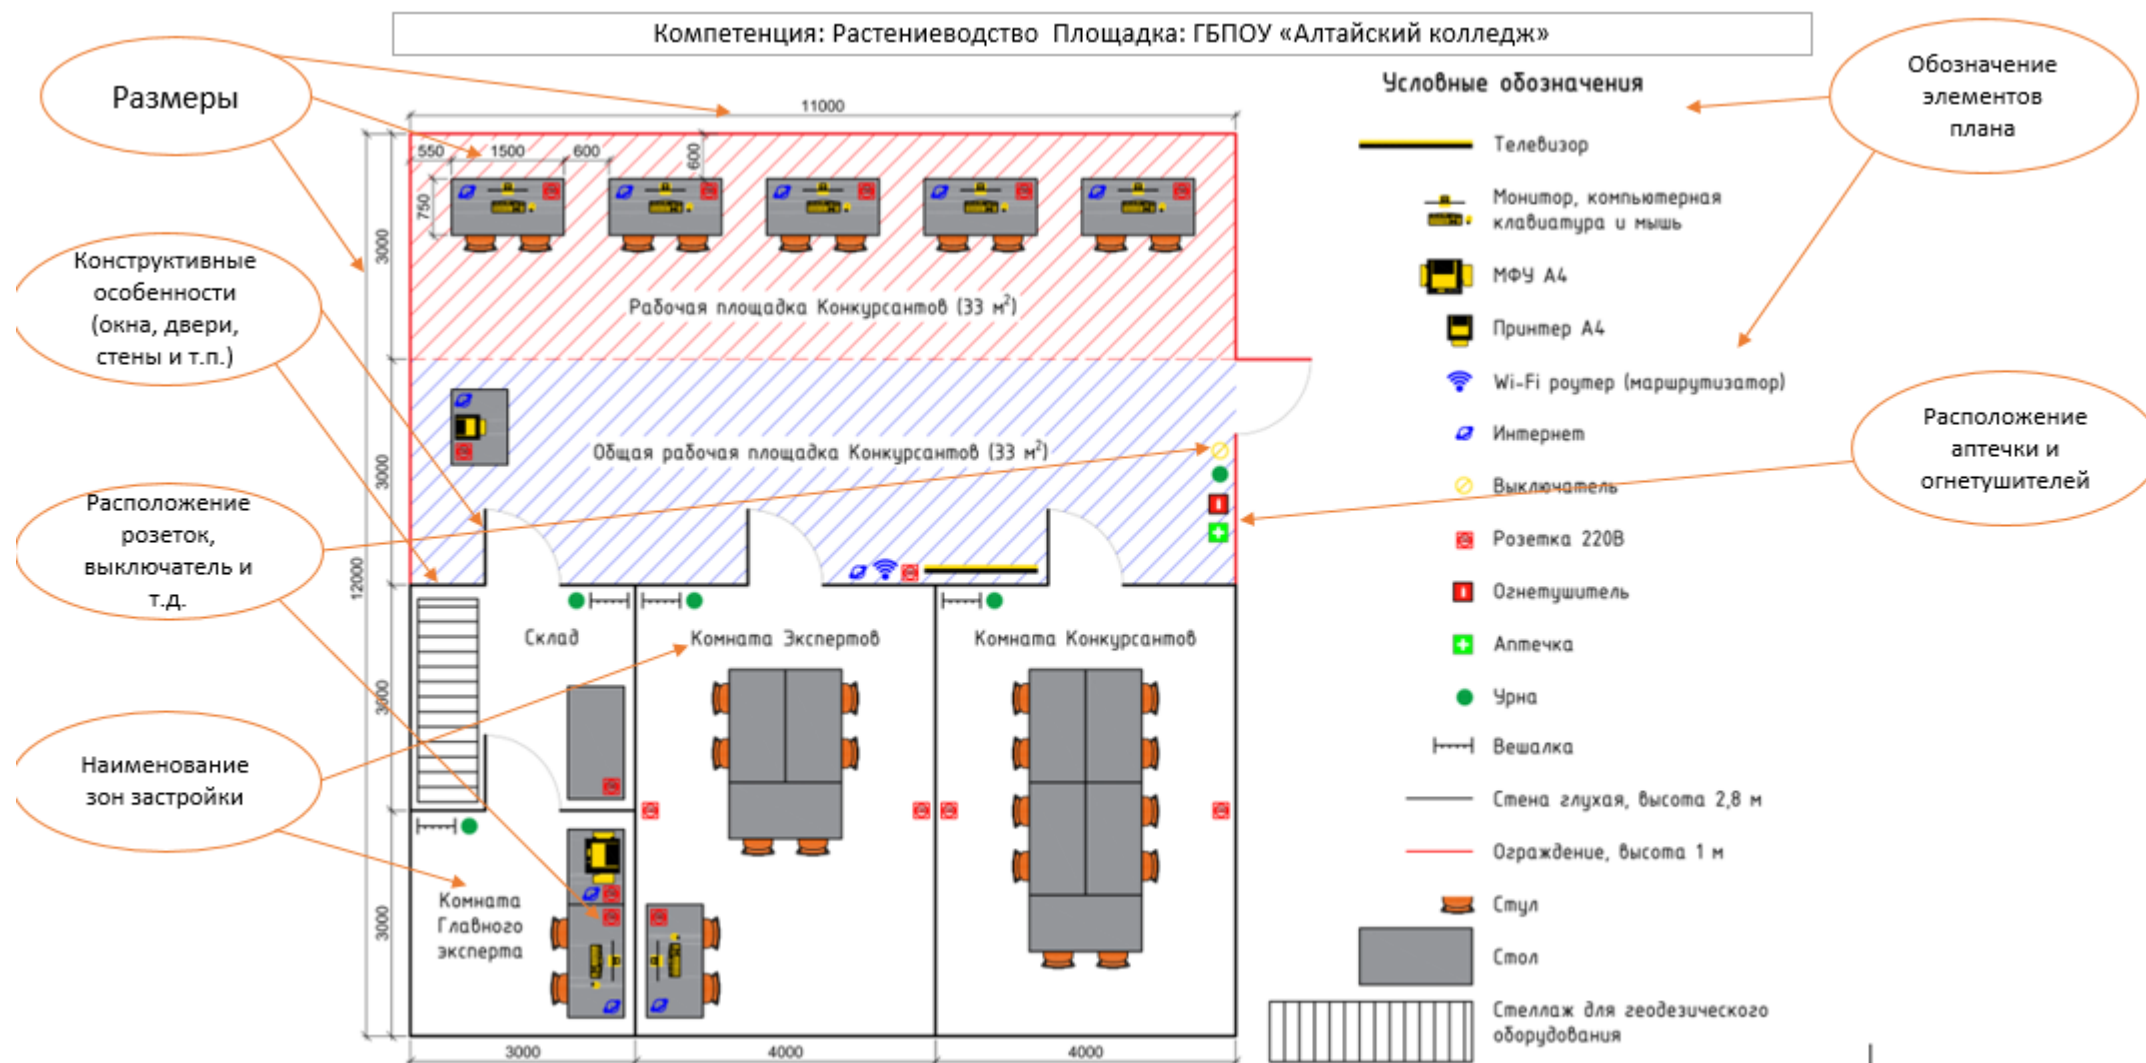 Компетенция: Растениеводство Площадка: ГБПОУ «Алтайский колледж»
Размеры
Конструктивные
особенности
(окна, двери,
стены и т.п.)
Расположение
розеток,
выключатель и
т.д.
Наименование
зон застройки
11000
550
1500
600
600
750
3000
3000
12000
3000
3000
Рабочая площадка Конкурсантов (33 м²)
Общая рабочая площадка Конкурсантов (33 м²)
Склад
Комната Экспертов
Комната Конкурсантов
Комната
Главного
эксперта
3000
4000
4000
Условные обозначения
Телевизор
Монитор, компьютерная
клавиатура и мышь
МФУ А4
Принтер А4
Wi-Fi роутер (маршрутизатор)
Интернет
Выключатель
Розетка 220В
Огнетушитель
Аптечка
Урна
Вешалка
Стена глухая, высота 2,8 м
Ограждение, высота 1 м
Стул
Стол
Стеллаж для геодезического
оборудования
Обозначение
элементов
плана
Расположение
аптечки и
огнетушителей